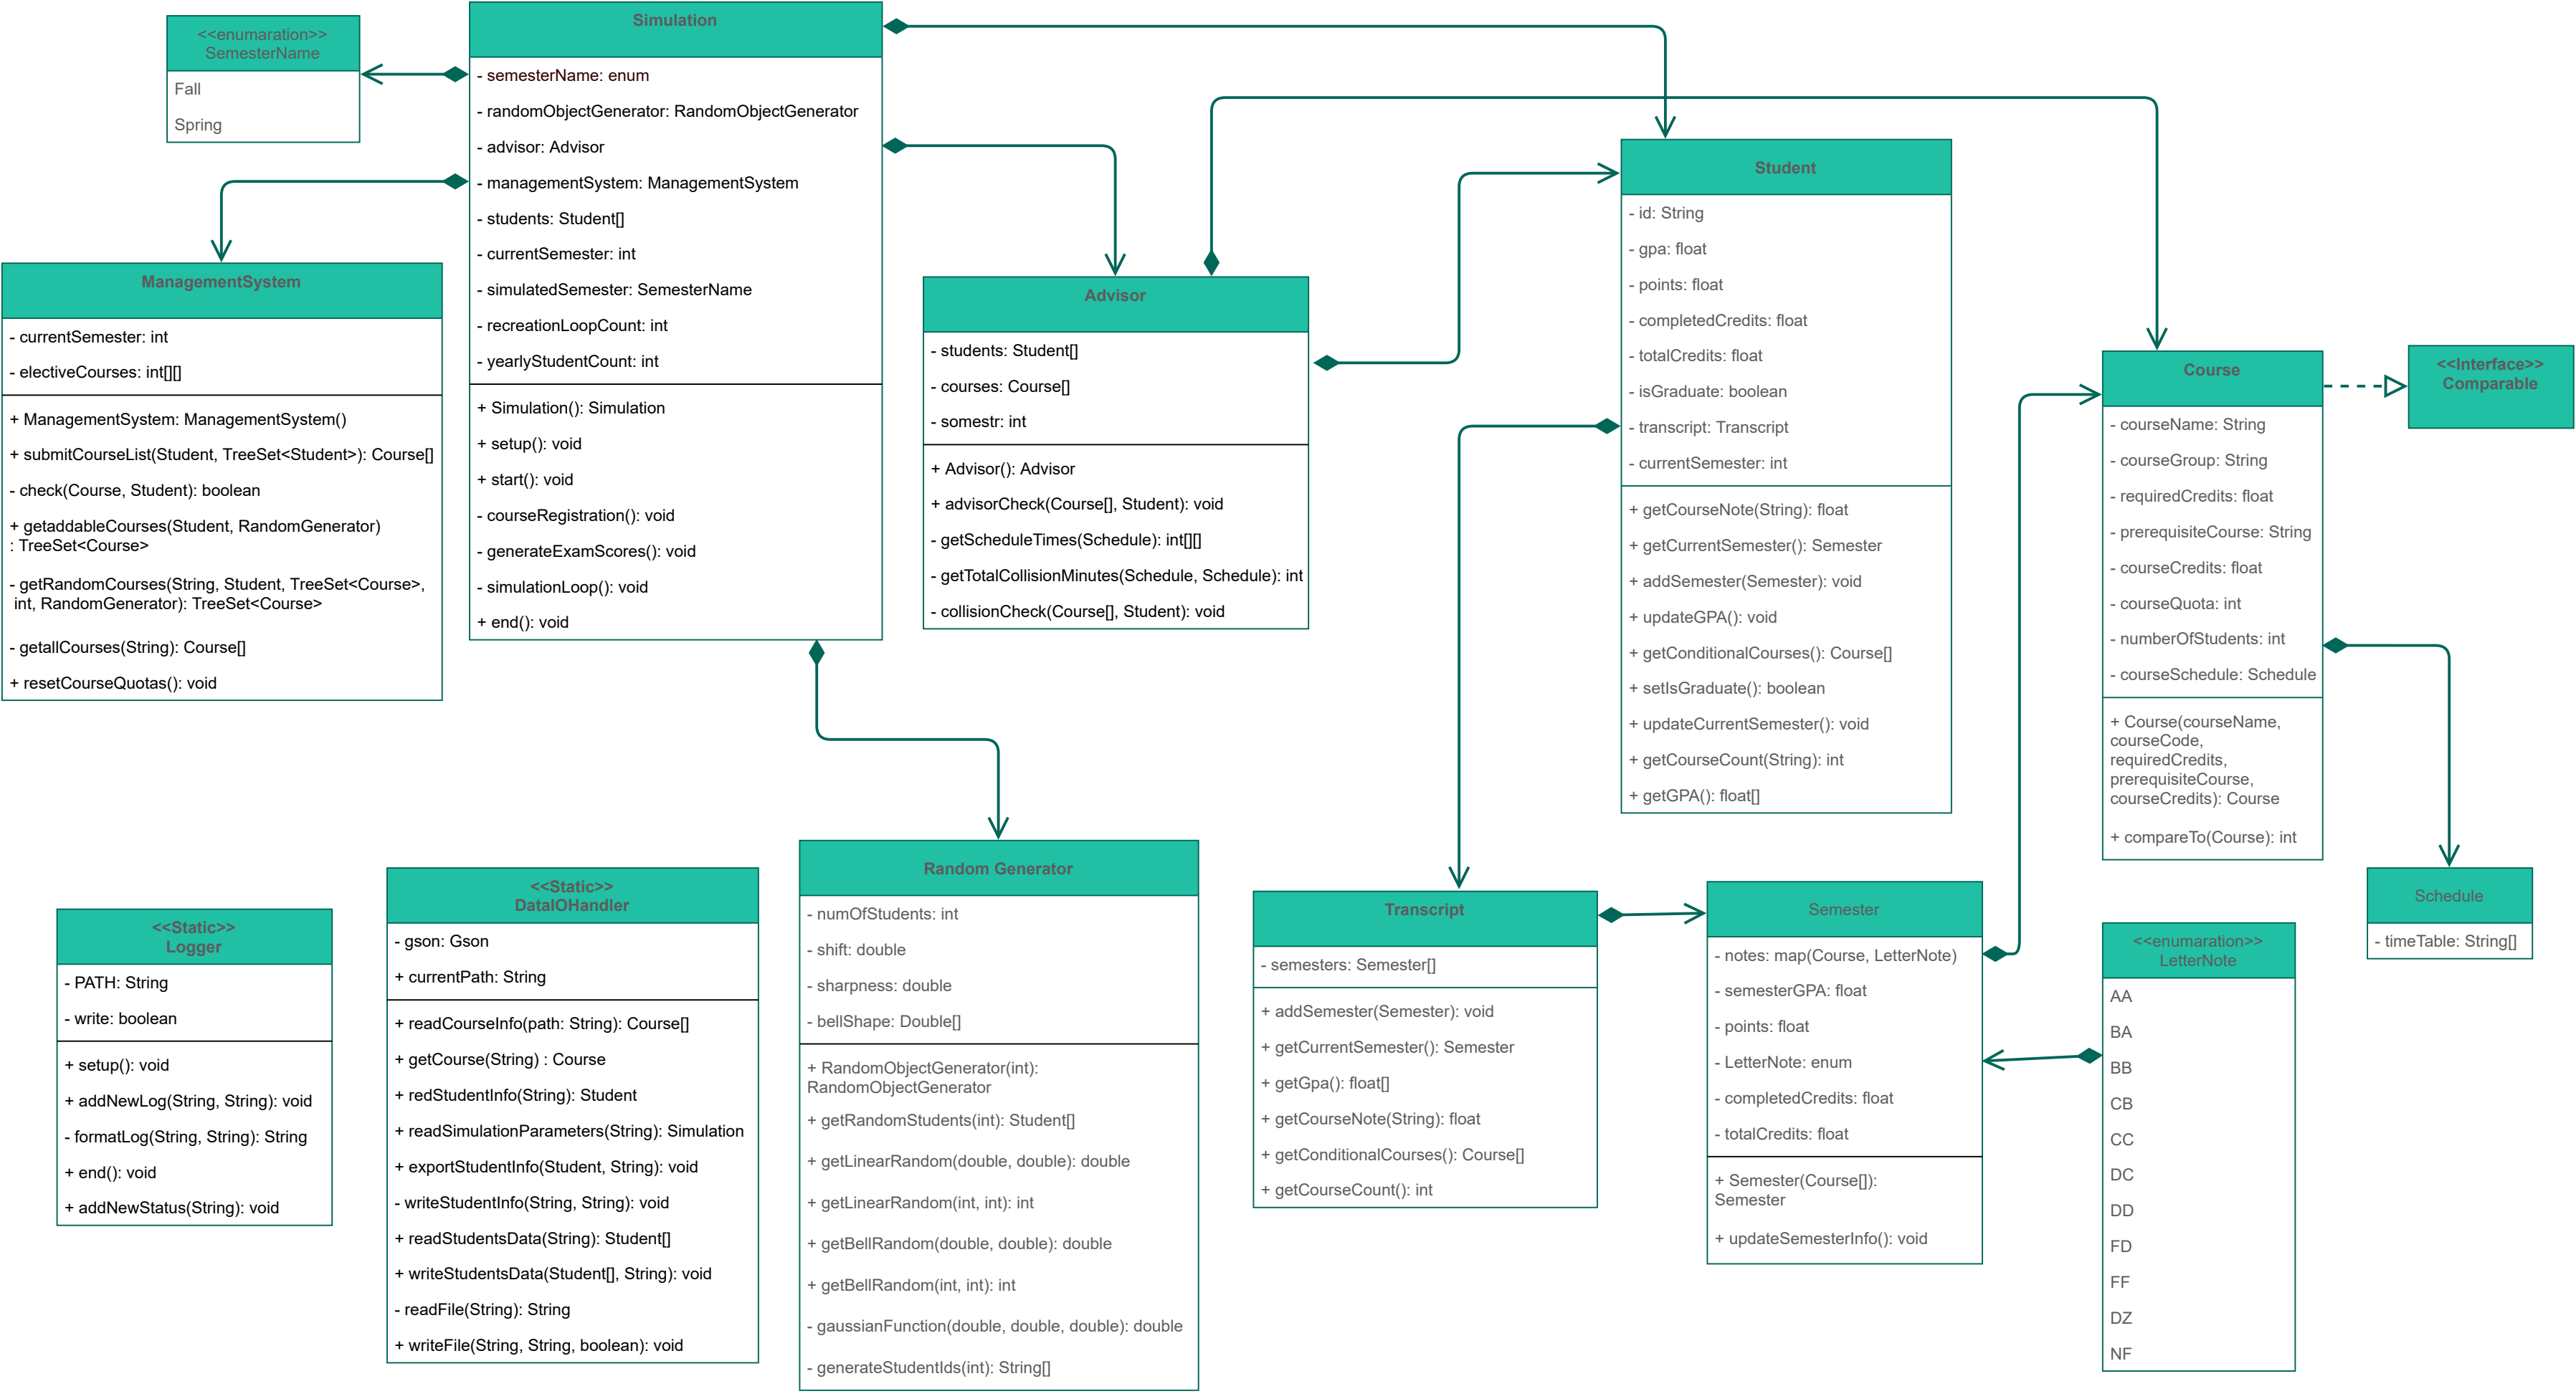 <<enumaration>>
SemesterName
Fall
Spring
Simulation
- semesterName: enum
- randomObjectGenerator: RandomObjectGenerator
- advisor: Advisor
- managementSystem: ManagementSystem
- students: Student[]
- currentSemester: int
- simulatedSemester: SemesterName
- recreationLoopCount: int
- yearlyStudentCount: int
+ Simulation(): Simulation
+ setup(): void
+ start(): void
- courseRegistration(): void
- generateExamScores(): void
- simulationLoop(): void
+ end(): void
ManagementSystem
- currentSemester: int
- electiveCourses: int[][]
+ ManagementSystem: ManagementSystem()
+ submitCourseList(Student, TreeSet<Student>): Course[]
- check(Course, Student): boolean
+ getaddableCourses(Student, RandomGenerator)
: TreeSet<Course>
- getRandomCourses(String, Student, TreeSet<Course>,
int, RandomGenerator): TreeSet<Course>
- getallCourses(String): Course[]
+ resetCourseQuotas(): void
Advisor
- students: Student[]
- courses: Course[]
- somestr: int
+ Advisor(): Advisor
+ advisorCheck(Course[], Student): void
- getScheduleTimes(Schedule): int[][]
- getTotalCollisionMinutes(Schedule, Schedule): int
- collisionCheck(Course[], Student): void
Student
- id: String
- gpa: float
- points: float
- completedCredits: float
- totalCredits: float
- isGraduate: boolean
- transcript: Transcript
- currentSemester: int
+ getCourseNote(String): float
+ getCurrentSemester(): Semester
+ addSemester(Semester): void
+ updateGPA(): void
+ getConditionalCourses(): Course[]
+ setIsGraduate(): boolean
+ updateCurrentSemester(): void
+ getCourseCount(String): int
+ getGPA(): float[]
Course
- courseName: String
- courseGroup: String
- requiredCredits: float
- prerequisiteCourse: String
- courseCredits: float
- courseQuota: int
- numberOfStudents: int
- courseSchedule: Schedule
+ Course(courseName,
courseCode,
requiredCredits,
prerequisiteCourse,
courseCredits): Course
+ compareTo(Course): int
<<Interface>>
Comparable
<<Static>>
Logger
- PATH: String
- write: boolean
+ setup(): void
+ addNewLog(String, String): void
- formatLog(String, String): String
+ end(): void
+ addNewStatus(String): void
<<Static>>
DataIOHandler
- gson: Gson
+ currentPath: String
+ readCourseInfo(path: String): Course[]
+ getCourse(String) : Course
+ redStudentInfo(String): Student
+ readSimulationParameters(String): Simulation
+ exportStudentInfo(Student, String): void
- writeStudentInfo(String, String): void
+ readStudentsData(String): Student[]
+ writeStudentsData(Student[], String): void
- readFile(String): String
+ writeFile(String, String, boolean): void
Random Generator
- numOfStudents: int
- shift: double
- sharpness: double
- bellShape: Double[]
+ RandomObjectGenerator(int):
RandomObjectGenerator
+ getRandomStudents(int): Student[]
+ getLinearRandom(double, double): double
+ getLinearRandom(int, int): int
+ getBellRandom(double, double): double
+ getBellRandom(int, int): int
- gaussianFunction(double, double, double): double
- generateStudentIds(int): String[]
Transcript
- semesters: Semester[]
+ addSemester(Semester): void
+ getCurrentSemester(): Semester
+ getGpa(): float[]
+ getCourseNote(String): float
+ getConditionalCourses(): Course[]
+ getCourseCount(): int
Semester
- notes: map(Course, LetterNote)
- semesterGPA: float
- points: float
- LetterNote: enum
- completedCredits: float
- totalCredits: float
+ Semester(Course[]):
Semester
+ updateSemesterInfo(): void
<<enumaration>>
LetterNote
AA
BA
BB
CB
CC
DC
DD
FD
FF
DZ
NF
Schedule
- timeTable: String[]